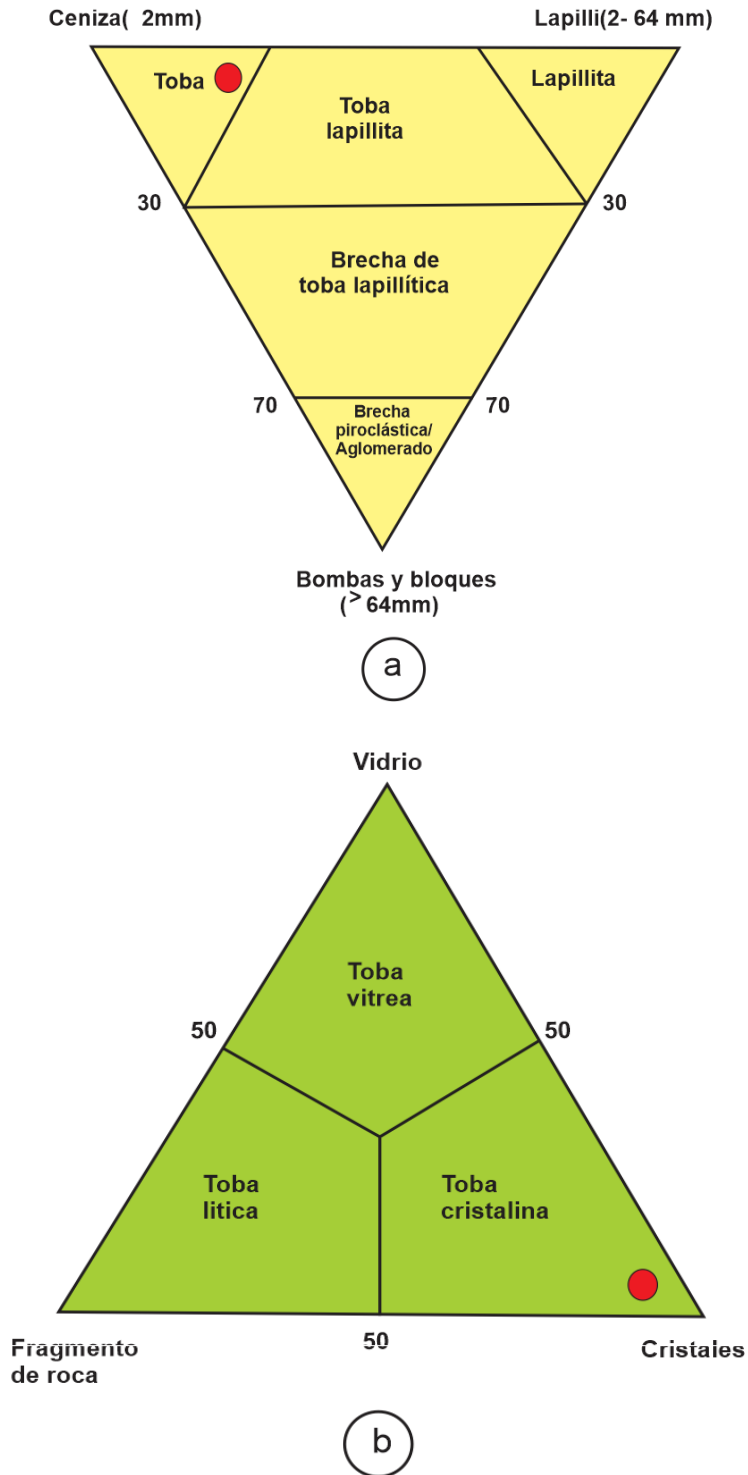 Ceniza( 2mm)
Lapilli(2- 64 mm)
Toba
Lapillita
Toba
lapillita
30
30
Brecha de
toba lapillítica
70
70
Brecha
piroclástica/
Aglomerado
Bombas y bloques
(> 64mm)
a
Vidrio
Toba
vitrea
50
50
Toba
litica
Toba
cristalina
Fragmento
de roca
50
Cristales
b